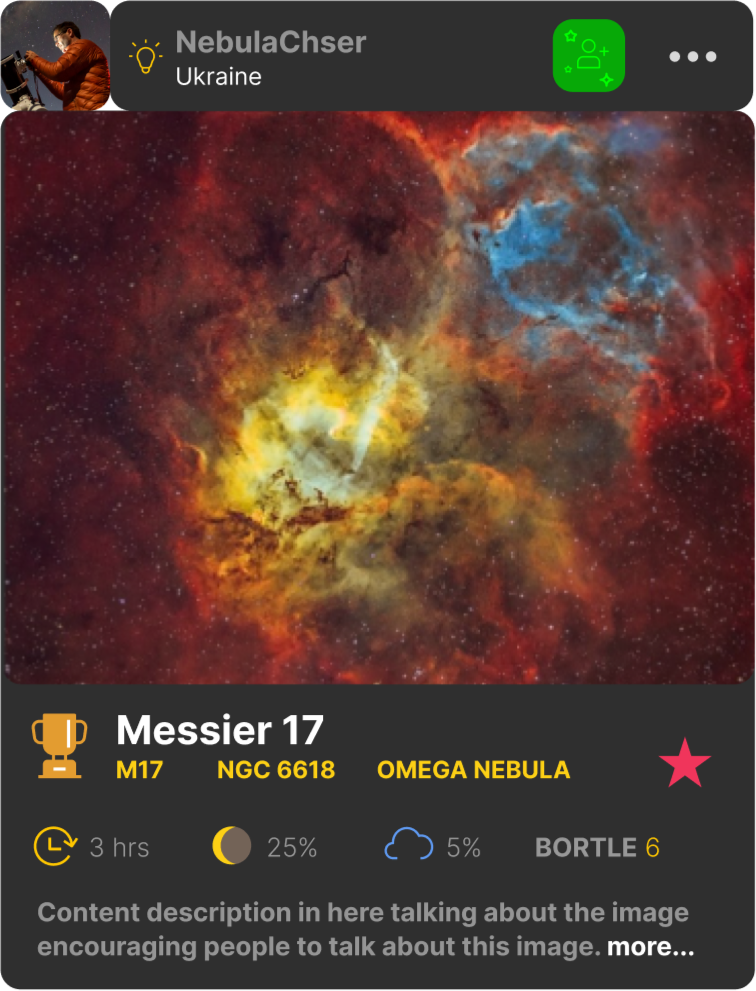 NebulaChser
Ukraine
Messier 17
M17 NGC 6618 OMEGA NEBULA
3 hrs 25% 5% BORTLE 6
Content description in here talking about the image
encouraging people to talk about this image. more...